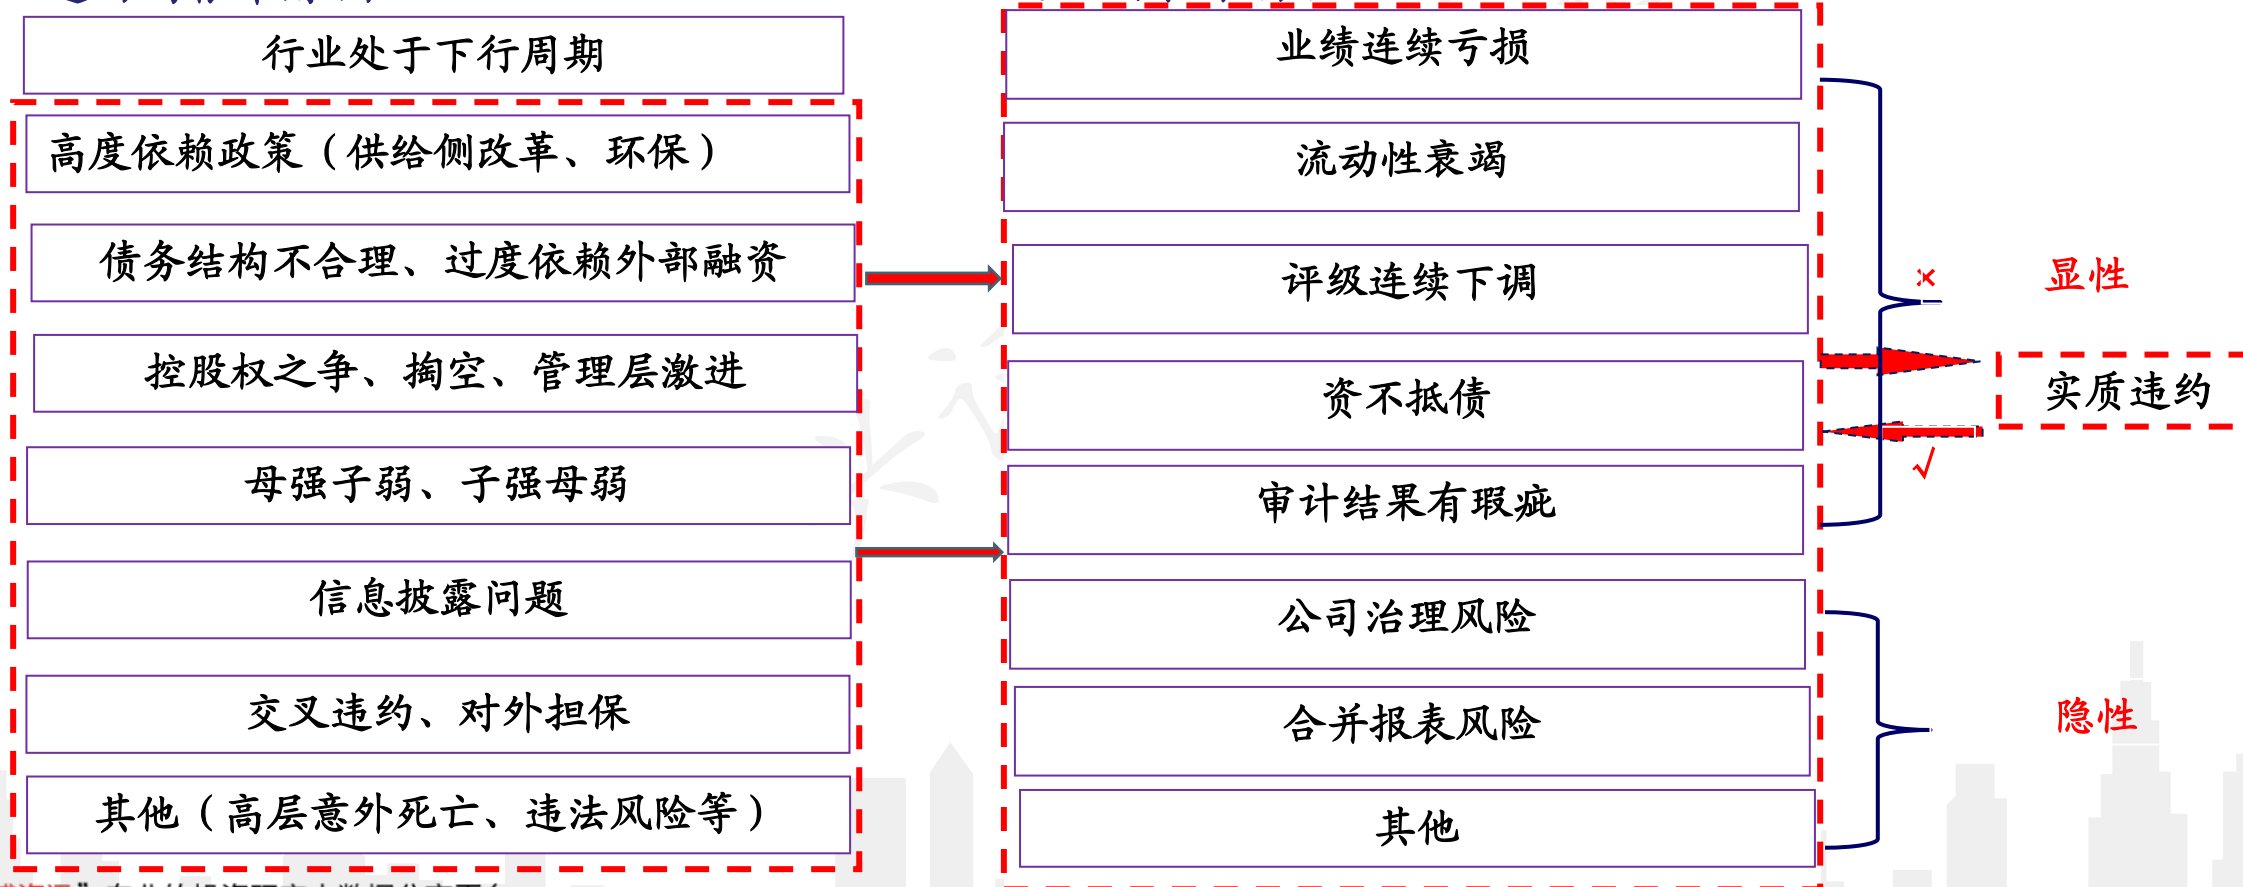 行业处于下行周期
高度依赖政策（供给侧改革、环保）
债务结构不合理、过度依赖外部融资
控股权之争、掏空、管理层激进
母强子弱、子强母弱
信息披露问题
交叉违约、对外担保
其他（高层意外死亡、违法风险等）
业绩连续亏损
流动性衰竭
评级连续下调
资不抵债
审计结果有瑕疵
公司治理风险
合并报表风险
其他
×
显性
实质违约
√
隐性